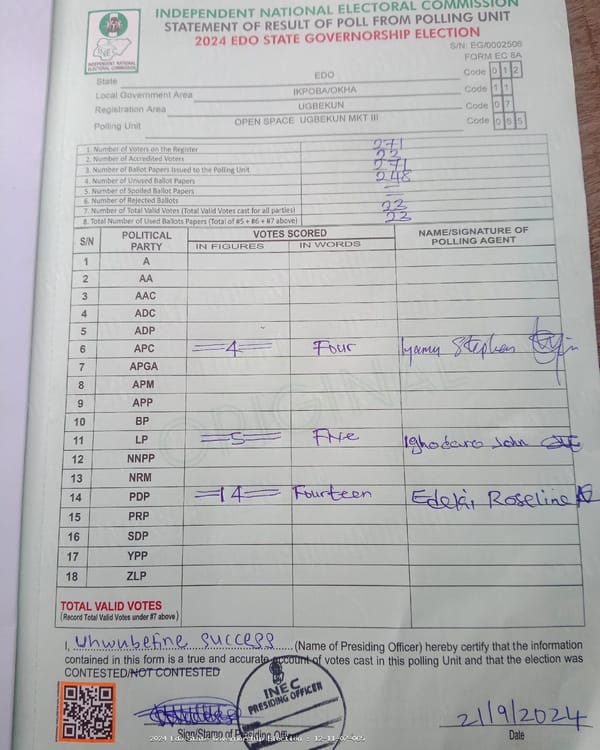 INDEPENDENT NATIONAL ELECTORAL COMMISSION
STATEMENT OF RESULT OF POLL FROM POLLING UNIT
2024 EDO STATE GOVERNORSHIP ELECTION
INEC
INDEPENDENT NATIONAL ELECTORAL COMMISSION
S/N: EG/0002506
FORM EC 8A
State EDO Code 0 1 2
Local Government Area IKPOBA/OKHA Code 1 1
Registration Area UGBEKUN Code 0 7
Polling Unit OPEN SPACE UGBEKUN MKT III Code 0 6 5
1. Number of Voters on the Register 271
2. Number of Accredited Voters 23
3. Number of Ballot Papers Issued to the Polling Unit 271
4. Number of Unused Ballot Papers 248
5. Number of Spoiled Ballot Papers —
6. Number of Rejected Ballots —
7. Number of Total Valid Votes (Total Valid Votes cast for all parties) 23
8. Total Number of Used Ballots Papers (Total of #5 + #6 + #7 above) 23
S/N POLITICAL PARTY VOTES SCORED NAME/SIGNATURE OF POLLING AGENT
IN FIGURES IN WORDS
1 A
2 AA
3 AAC
4 ADC
5 ADP
6 APC =4= Four Iyamu Stephen
7 APGA
8 APM
9 APP
10 BP
11 LP =5= Five Ighodaro John
12 NNPP
13 NRM
14 PDP =14= Fourteen Edeki Roseline
15 PRP
16 SDP
17 YPP
18 ZLP
ORIGINAL
TOTAL VALID VOTES
(Record Total Valid Votes under #7 above)
I, Uhwubetine success (Name of Presiding Officer) hereby certify that the information
contained in this form is a true and accurate account of votes cast in this polling Unit and that the election was
CONTESTED/NOT CONTESTED
INEC
PRESIDING OFFICER
21/9/2024
Sign/Stamp of Presiding Officer Date